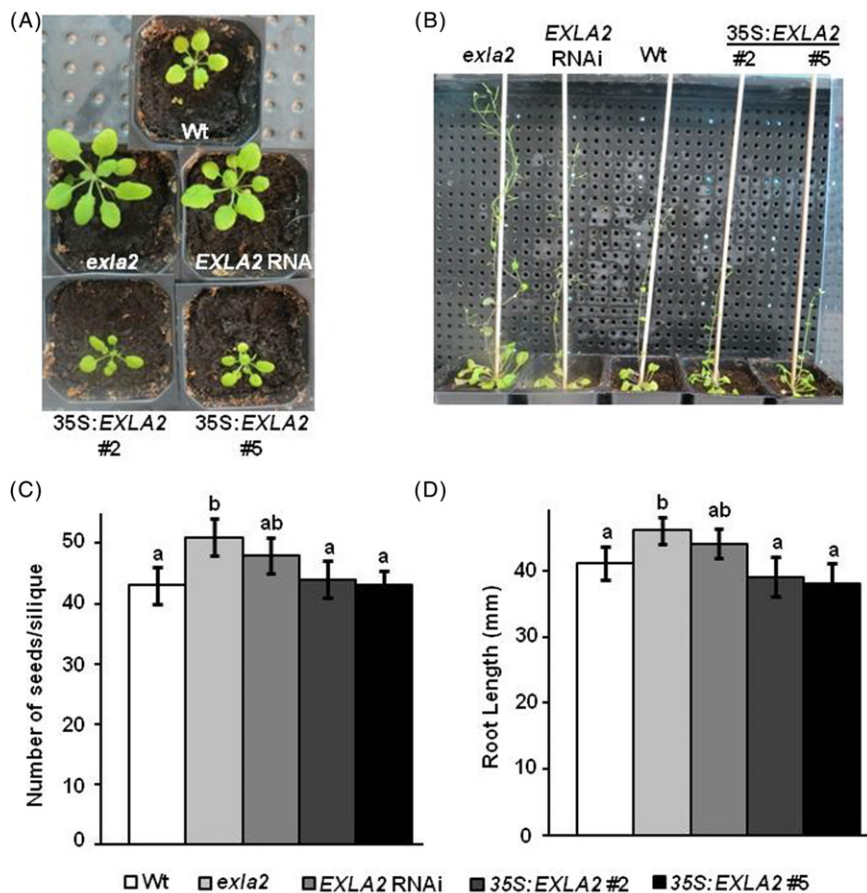 (A)
Wt
exla2
EXLA2 RNA
35S:EXLA2
#2
35S:EXLA2
#5
(B)
exla2
EXLA2
RNAi
Wt
35S:EXLA2
#2
#5
(C)
Number of seeds/silique
50
40
30
20
10
0
a
b
ab
a
a
(D)
Root Length (mm)
40
30
20
10
0
a
b
ab
a
a
Wt exla2 EXLA2 RNAi 35S:EXLA2 #2 35S:EXLA2 #5